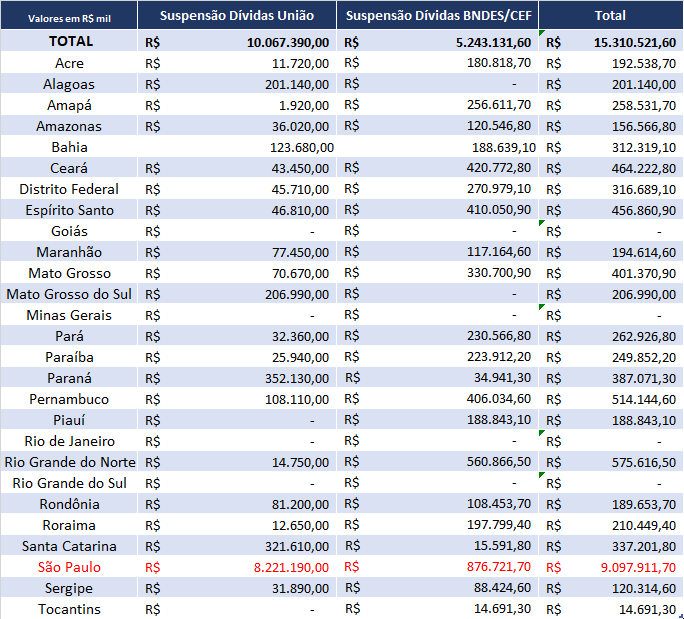 Valores em R$ mil Suspensão Dívidas União Suspensão Dívidas BNDES/CEF Total
TOTAL R$ 10.067.390,00 R$ 5.243.131,60 R$ 15.310.521,60
Acre R$ 11.720,00 R$ 180.818,70 R$ 192.538,70
Alagoas R$ 201.140,00 R$ - R$ 201.140,00
Amapá R$ 1.920,00 R$ 256.611,70 R$ 258.531,70
Amazonas R$ 36.020,00 R$ 120.546,80 R$ 156.566,80
Bahia 123.680,00 188.639,10 R$ 312.319,10
Ceará R$ 43.450,00 R$ 420.772,80 R$ 464.222,80
Distrito Federal R$ 45.710,00 R$ 270.979,10 R$ 316.689,10
Espírito Santo R$ 46.810,00 R$ 410.050,90 R$ 456.860,90
Goiás R$ - R$ - R$ -
Maranhão R$ 77.450,00 R$ 117.164,60 R$ 194.614,60
Mato Grosso R$ 70.670,00 R$ 330.700,90 R$ 401.370,90
Mato Grosso do Sul R$ 206.990,00 R$ - R$ 206.990,00
Minas Gerais R$ - R$ - R$ -
Pará R$ 32.360,00 R$ 230.566,80 R$ 262.926,80
Paraíba R$ 25.940,00 R$ 223.912,20 R$ 249.852,20
Paraná R$ 352.130,00 R$ 34.941,30 R$ 387.071,30
Pernambuco R$ 108.110,00 R$ 406.034,60 R$ 514.144,60
Piauí R$ - R$ 188.843,10 R$ 188.843,10
Rio de Janeiro R$ - R$ - R$ -
Rio Grande do Norte R$ 14.750,00 R$ 560.866,50 R$ 575.616,50
Rio Grande do Sul R$ - R$ - R$ -
Rondônia R$ 81.200,00 R$ 108.453,70 R$ 189.653,70
Roraima R$ 12.650,00 R$ 197.799,40 R$ 210.449,40
Santa Catarina R$ 321.610,00 R$ 15.591,80 R$ 337.201,80
São Paulo R$ 8.221.190,00 R$ 876.721,70 R$ 9.097.911,70
Sergipe R$ 31.890,00 R$ 88.424,60 R$ 120.314,60
Tocantins R$ - R$ 14.691,30 R$ 14.691,30